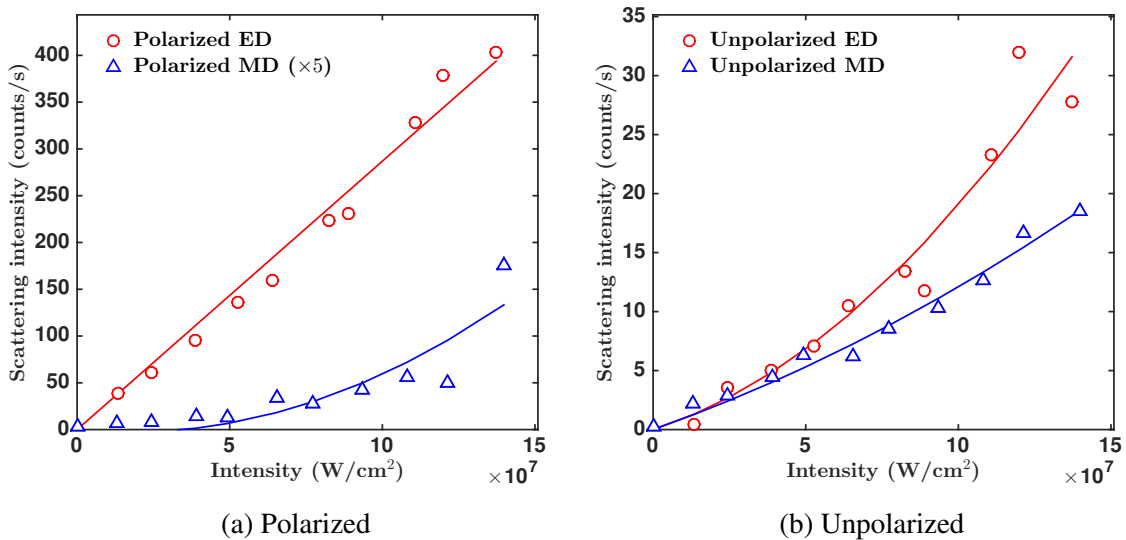 Polarized ED
Polarized MD (×5)
Scattering intensity (counts/s)
400
350
300
250
200
150
100
50
0
0 5 10 15
Intensity (W/cm²)
×10⁷
(a) Polarized
Unpolarized ED
Unpolarized MD
Scattering intensity (counts/s)
35
30
25
20
15
10
5
0
0 5 10 15
Intensity (W/cm²)
×10⁷
(b) Unpolarized